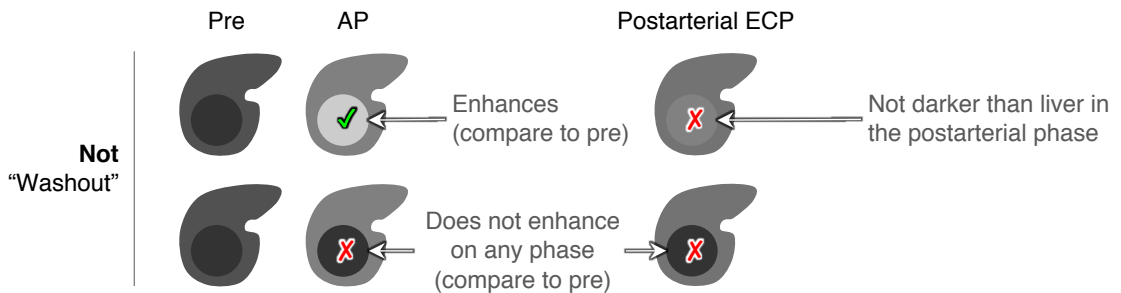 Pre
AP
Postarterial ECP
Not
“Washout”
Enhances
(compare to pre)
Not darker than liver in
the postarterial phase
Does not enhance
on any phase
(compare to pre)